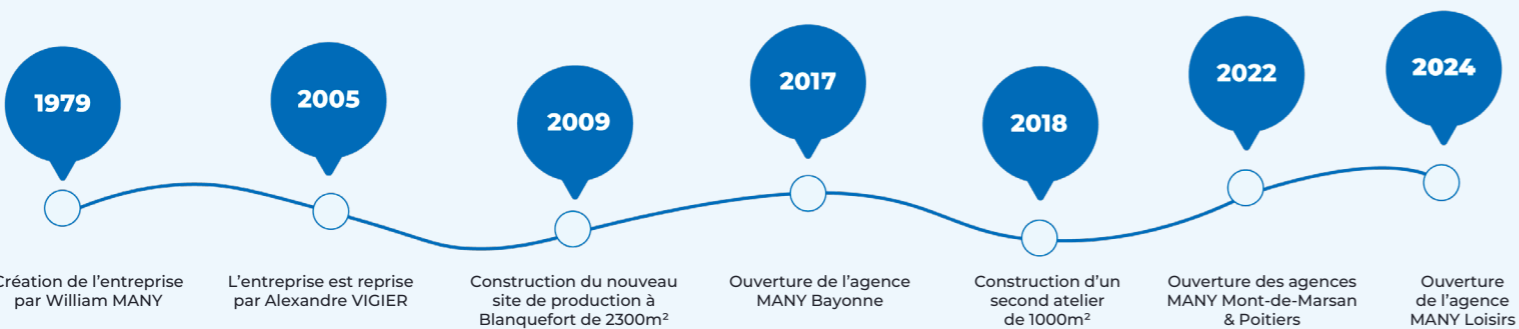 1979
2005
2009
2017
2018
2022
2024
Création de l’entreprise
par William MANY
L’entreprise est reprise
par Alexandre VIGIER
Construction du nouveau
site de production à
Blanquefort de 2300m²
Ouverture de l’agence
MANY Bayonne
Construction d’un
second atelier
de 1000m²
Ouverture des agences
MANY Mont-de-Marsan
& Poitiers
Ouverture
de l’agence
MANY Loisirs